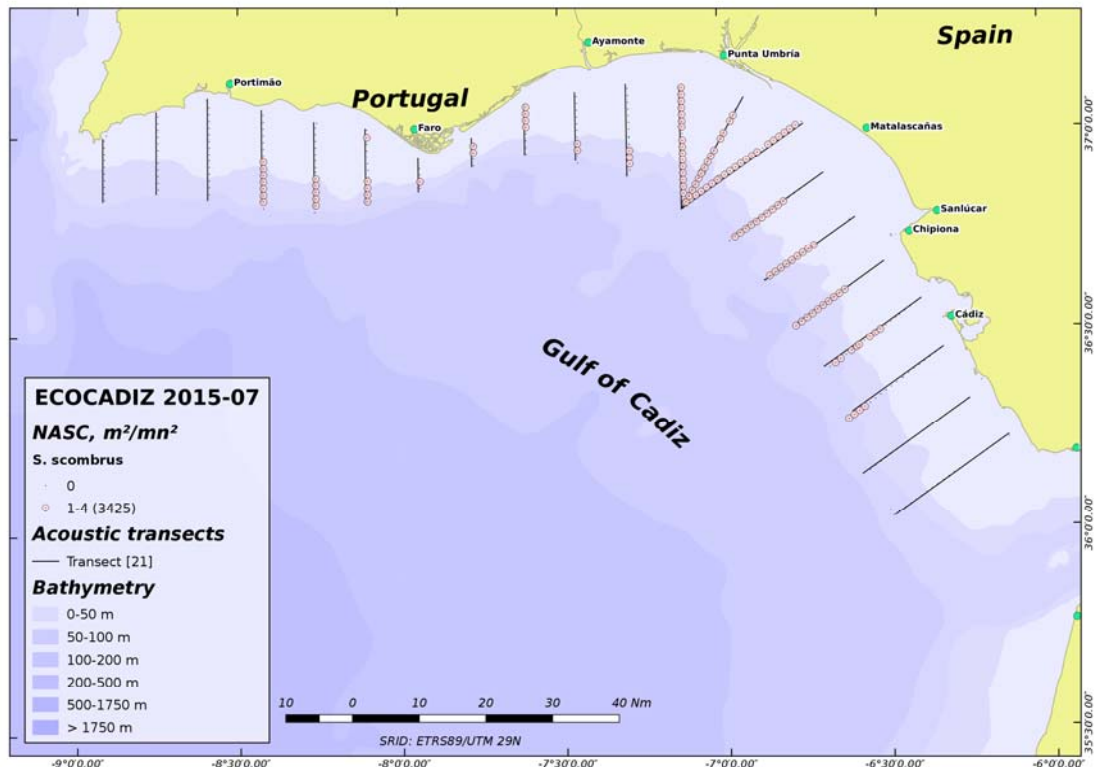 Spain
Ayamonte
Punta Umbría
Portimão
Portugal
Faro
Matalascañas
Sanlúcar
Chipiona
Cádiz
Gulf of Cadiz
37°0'0.00"
36°30'0.00"
36°0'0.00"
35°30'0.00"
ECOCADIZ 2015-07
NASC, m²/mn²
S. scombrus
0
1-4 (3425)
Acoustic transects
Transect [21]
Bathymetry
0-50 m
50-100 m
100-200 m
200-500 m
500-1750 m
> 1750 m
10 0 10 20 30 40 Nm
SRID: ETRS89/UTM 29N
-9°0'0.00" -8°30'0.00" -8°0'0.00" -7°30'0.00" -7°0'0.00" -6°30'0.00" -6°0'0.00"